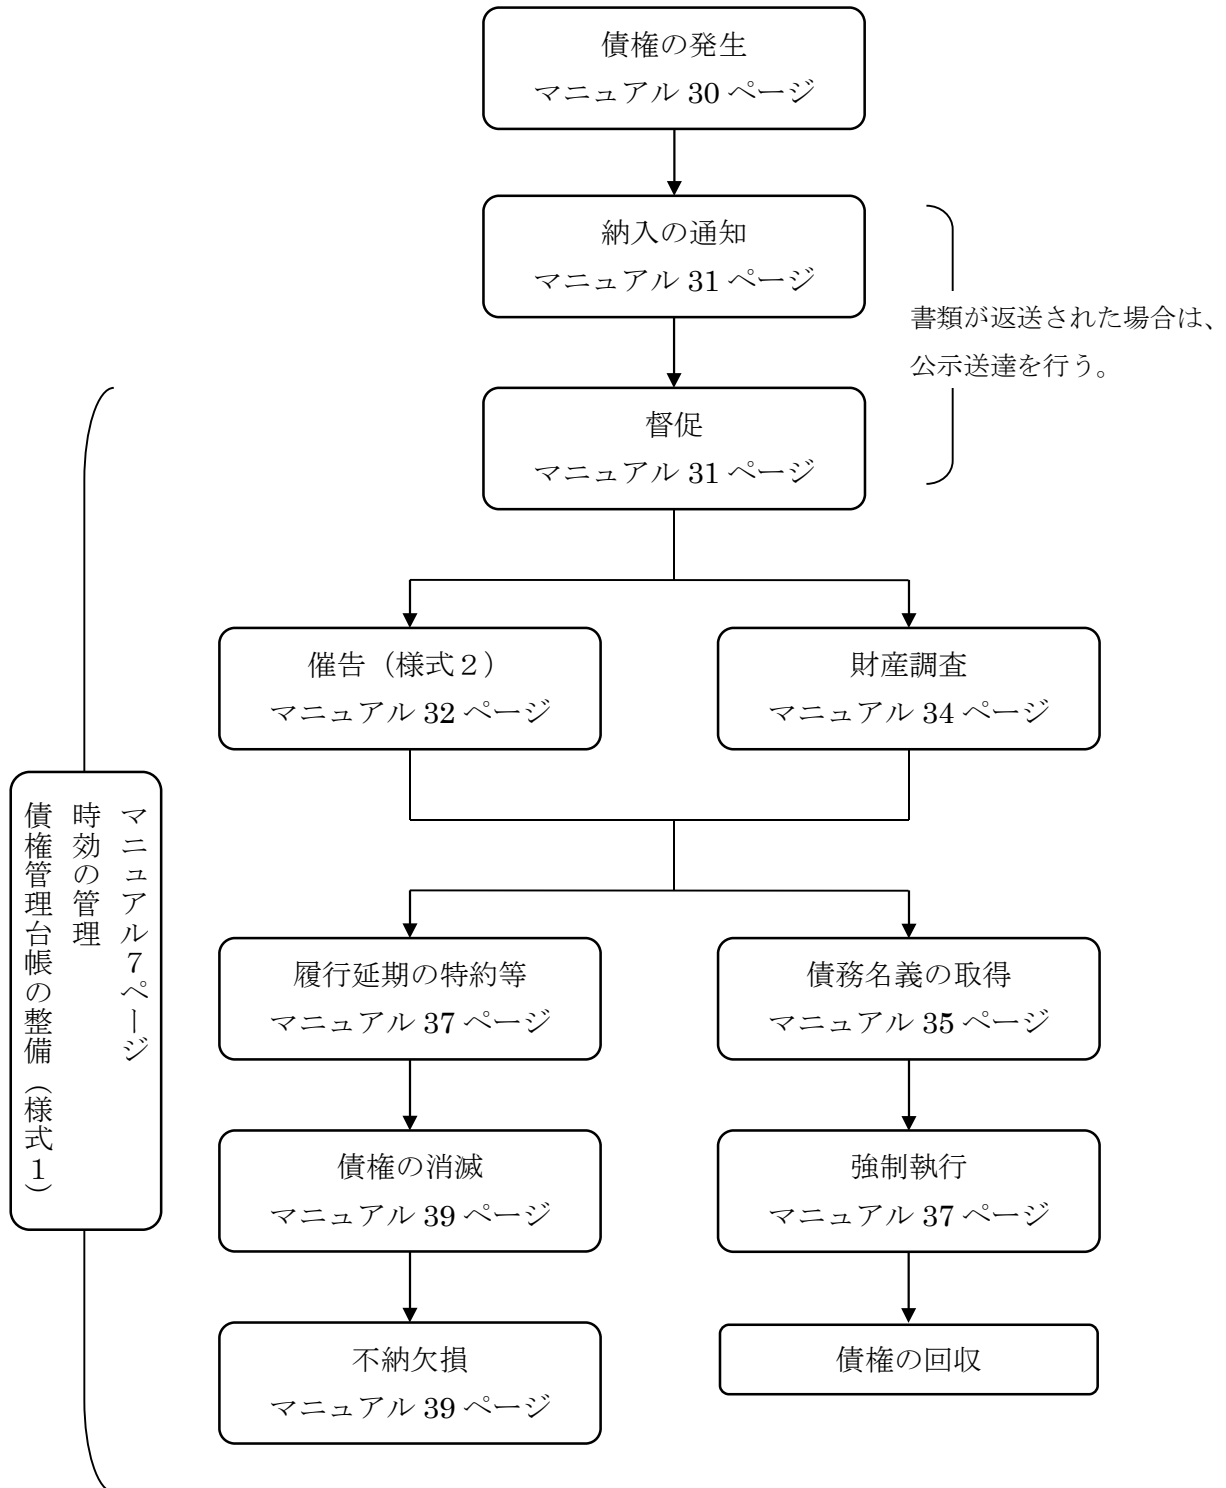 債権の発生
マニュアル 30 ページ
納入の通知
マニュアル 31 ページ
書類が返送された場合は、
公示送達を行う。
督促
マニュアル 31 ページ
催告（様式２）
マニュアル 32 ページ
財産調査
マニュアル 34 ページ
マニュアル７ページ
時効の管理
債権管理台帳の整備（様式１）
履行延期の特約等
マニュアル 37 ページ
債務名義の取得
マニュアル 35 ページ
債権の消滅
マニュアル 39 ページ
強制執行
マニュアル 37 ページ
不納欠損
マニュアル 39 ページ
債権の回収